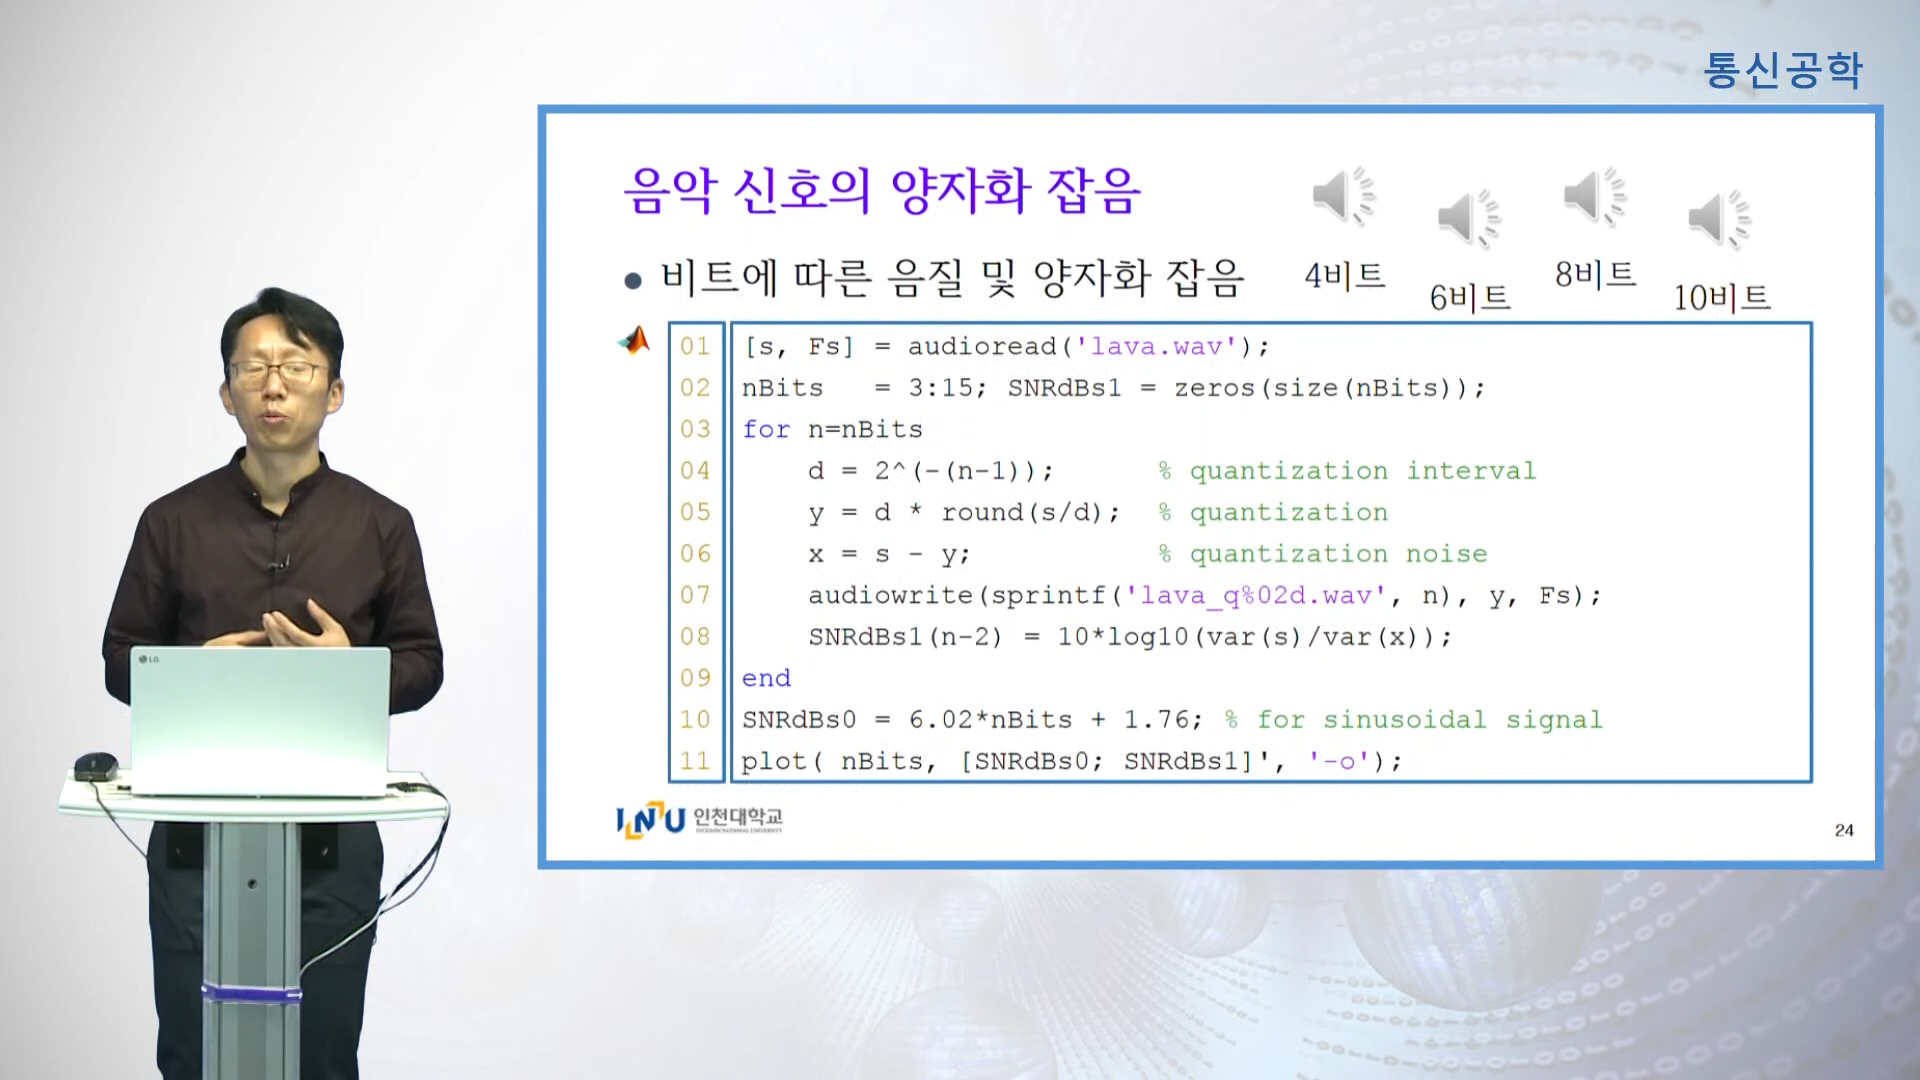 통신공학
음악 신호의 양자화 잡음
• 비트에 따른 음질 및 양자화 잡음
4비트
6비트
8비트
10비트
01 [s, Fs] = audioread('lava.wav');
02 nBits   = 3:15; SNRdBs1 = zeros(size(nBits));
03 for n=nBits
04     d = 2^(-(n-1));      % quantization interval
05     y = d * round(s/d);  % quantization
06     x = s - y;           % quantization noise
07     audiowrite(sprintf('lava_q%02d.wav', n), y, Fs);
08     SNRdBs1(n-2) = 10*log10(var(s)/var(x));
09 end
10 SNRdBs0 = 6.02*nBits + 1.76; % for sinusoidal signal
11 plot( nBits, [SNRdBs0; SNRdBs1]', '-o');
INU 인천대학교
INCHEON NATIONAL UNIVERSITY
24
LG